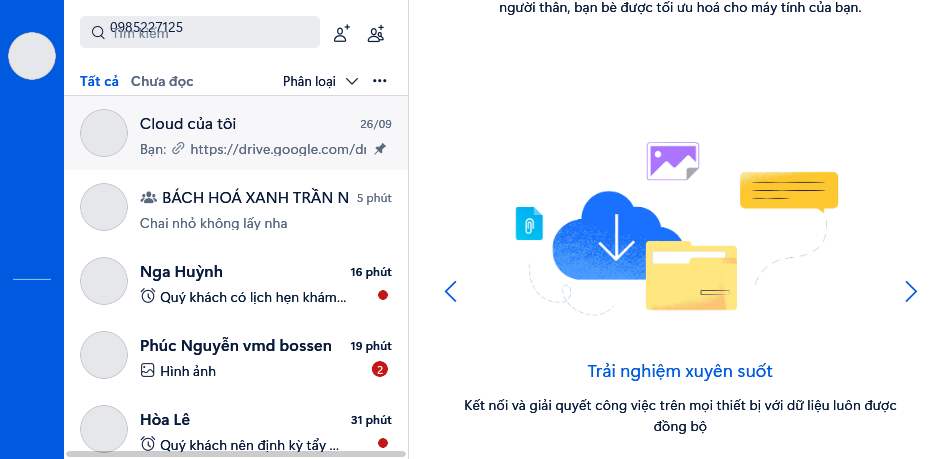 0985227125
Tìm kiếm
Tất cả Chưa đọc Phân loại
Cloud của tôi 26/09
Bạn: https://drive.google.com/dr
BÁCH HOÁ XANH TRẦN N 5 phút
Chai nhỏ không lấy nha
Nga Huỳnh 16 phút
Quý khách có lịch hẹn khám...
Phúc Nguyễn vmd bossen 19 phút
Hình ảnh 2
Hòa Lê 31 phút
Quý khách nên định kỳ tẩy ...
người thân, bạn bè được tối ưu hoá cho máy tính của bạn.
Trải nghiệm xuyên suốt
Kết nối và giải quyết công việc trên mọi thiết bị với dữ liệu luôn được
đồng bộ